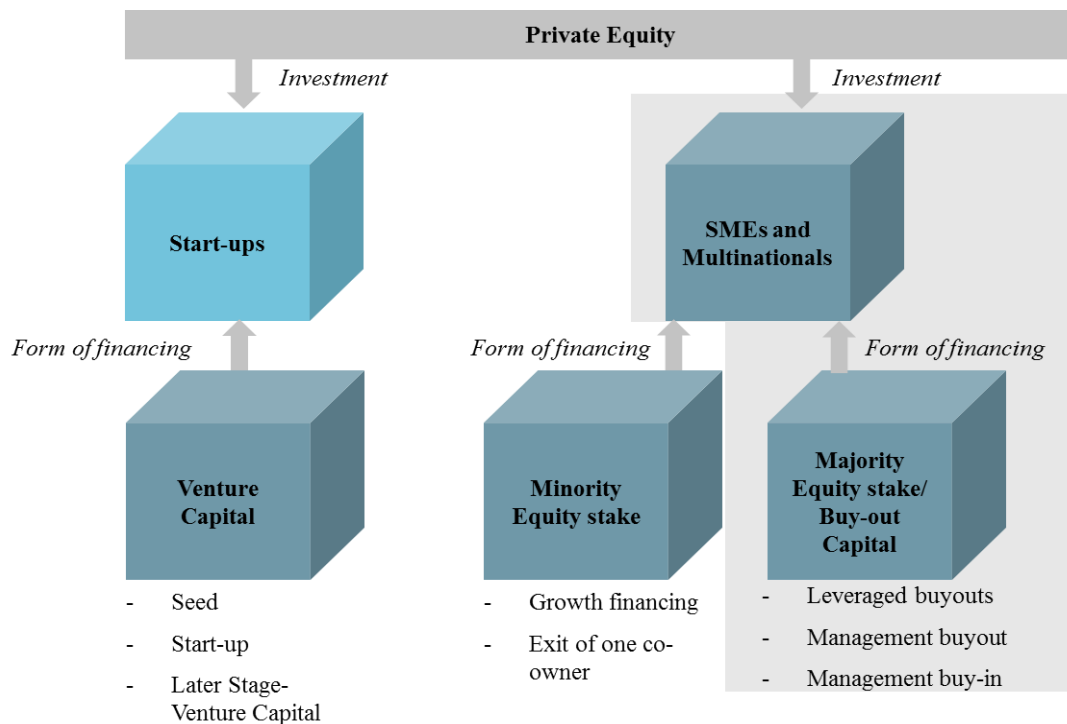 Private Equity
Investment
Investment
Start-ups
SMEs and
Multinationals
Form of financing
Form of financing
Form of financing
Venture
Capital
Minority
Equity stake
Majority
Equity stake/
Buy-out
Capital
- Seed
- Start-up
- Later Stage-
Venture Capital
- Growth financing
- Exit of one co-
owner
- Leveraged buyouts
- Management buyout
- Management buy-in